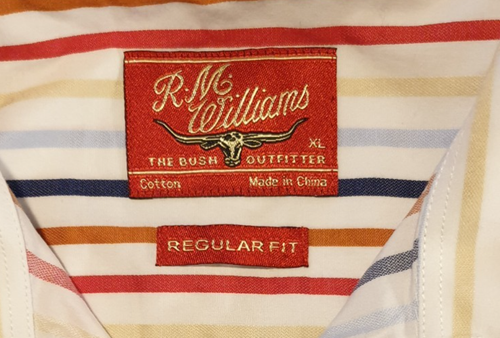 R.M.
Williams
XL
THE BUSH OUTFITTER
Cotton Made in China
REGULAR FIT